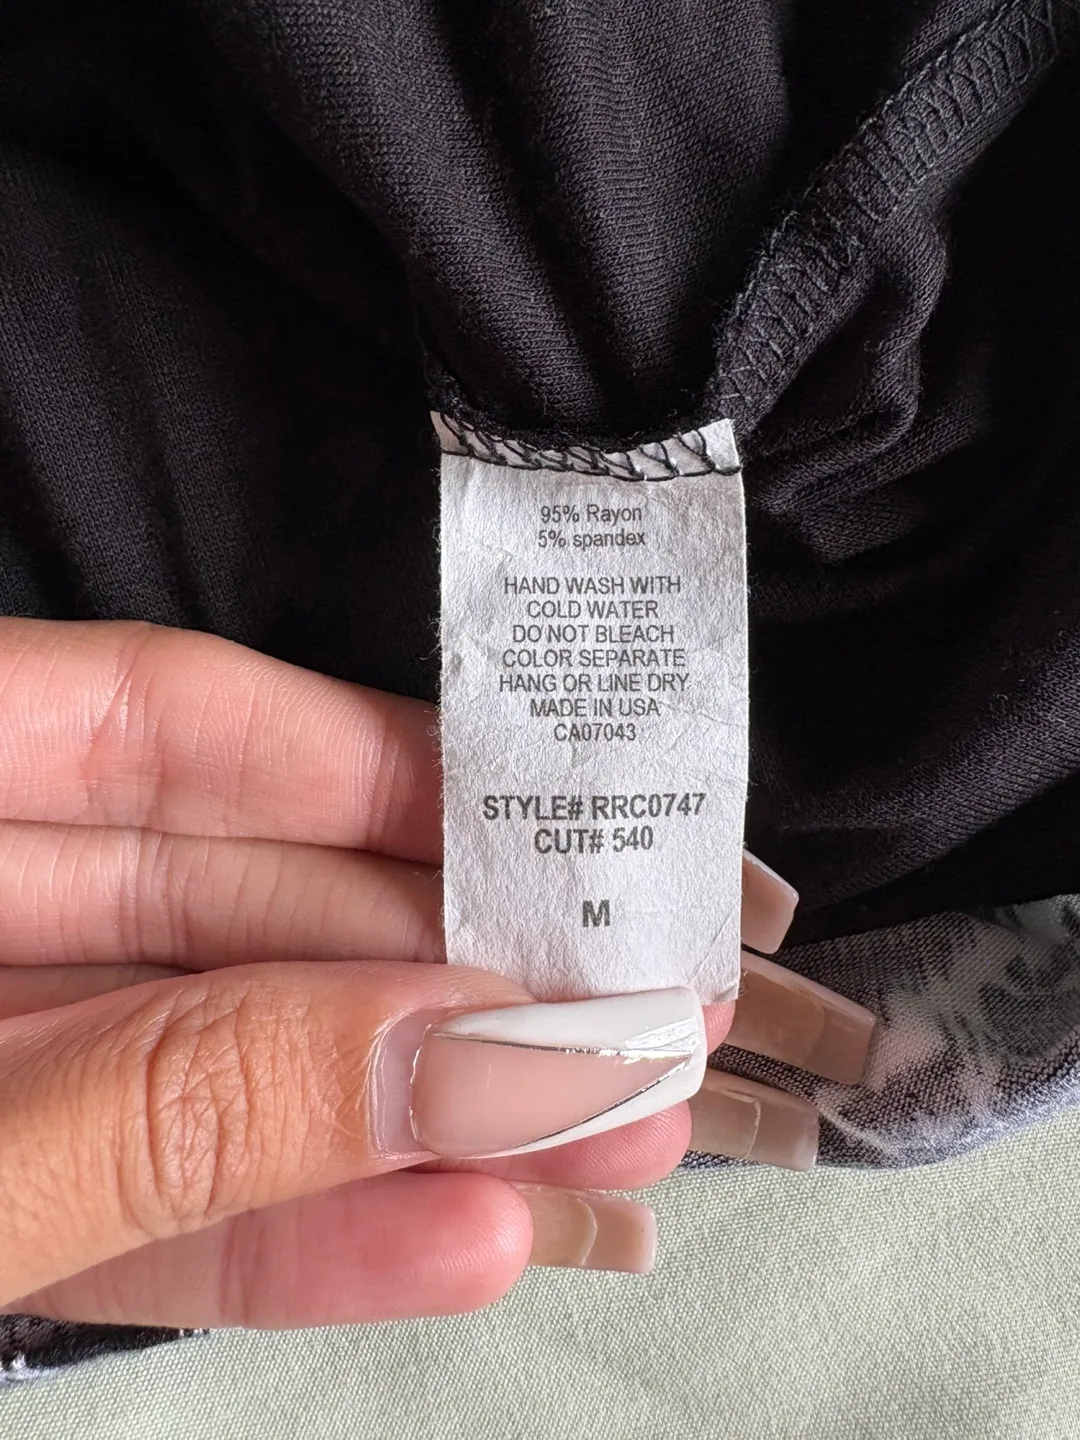 95% Rayon
5% spandex
HAND WASH WITH
COLD WATER
DO NOT BLEACH
COLOR SEPARATE
HANG OR LINE DRY
MADE IN USA
CA07043
STYLE# RRC0747
CUT# 540
M